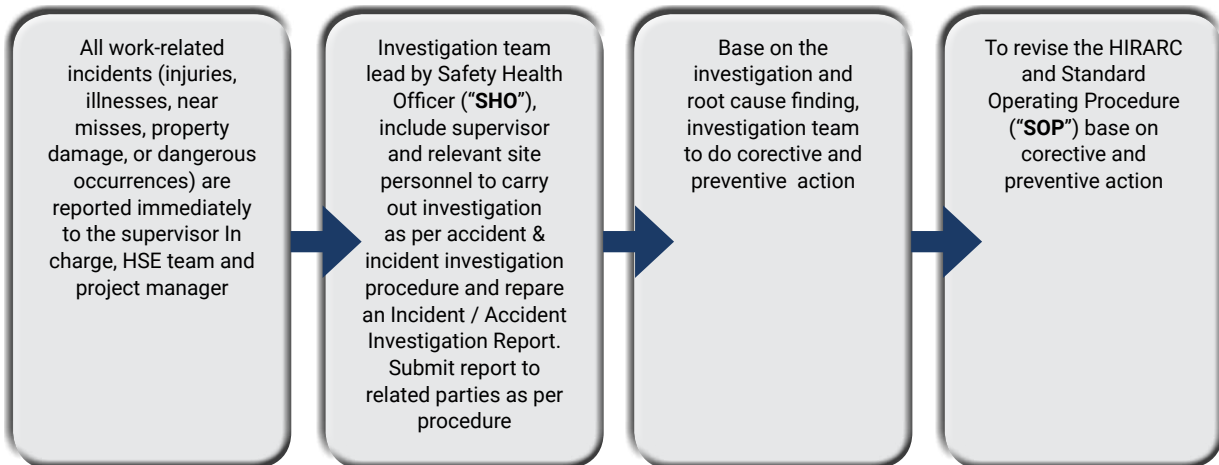 All work-related
incidents (injuries,
illnesses, near
misses, property
damage, or dangerous
occurrences) are
reported immediately
to the supervisor In
charge, HSE team and
project manager
Investigation team
lead by Safety Health
Officer (“SHO”),
include supervisor
and relevant site
personnel to carry
out investigation
as per accident &
incident investigation
procedure and repare
an Incident / Accident
Investigation Report.
Submit report to
related parties as per
procedure
Base on the
investigation and
root cause finding,
investigation team
to do corective and
preventive action
To revise the HIRARC
and Standard
Operating Procedure
(“SOP”) base on
corective and
preventive action